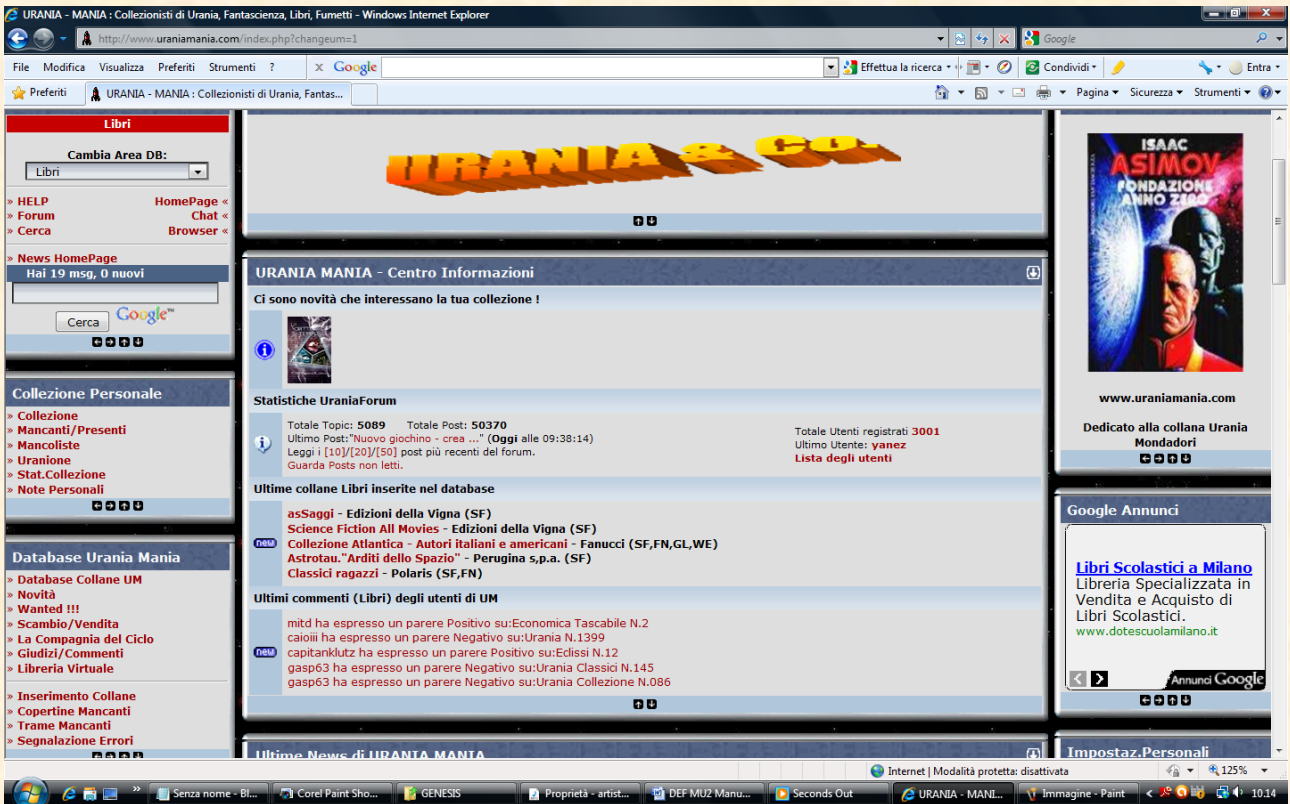 URANIA - MANIA : Collezionisti di Urania, Fantascienza, Libri, Fumetti - Windows Internet Explorer
http://www.uraniamania.com/index.php?changeum=1
Google
File Modifica Visualizza Preferiti Strumenti ?
x Google
Effettua la ricerca
Condividi
Entra
Preferiti
URANIA - MANIA : Collezionisti di Urania, Fantas...
Pagina Sicurezza Strumenti
Libri
Cambia Area DB:
Libri
» HELP HomePage «
» Forum Chat «
» Cerca Browser «
» News HomePage
Hai 19 msg, 0 nuovi
Cerca Google™
Collezione Personale
» Collezione
» Mancanti/Presenti
» Mancoliste
» Uranione
» Stat.Collezione
» Note Personali
Database Urania Mania
» Database Collane UM
» Novità
» Wanted !!!
» Scambio/Vendita
» La Compagnia del Ciclo
» Giudizi/Commenti
» Libreria Virtuale
» Inserimento Collane
» Copertine Mancanti
» Trame Mancanti
» Segnalazione Errori
URANIA & CO.
URANIA MANIA - Centro Informazioni
Ci sono novità che interessano la tua collezione !
Statistiche UraniaForum
Totale Topic: 5089 Totale Post: 50370
Ultimo Post:"Nuovo giochino - crea ..." (Oggi alle 09:38:14)
Leggi i [10]/[20]/[50] post più recenti del forum.
Guarda Posts non letti.
Totale Utenti registrati 3001
Ultimo Utente: yanez
Lista degli utenti
Ultime collane Libri inserite nel database
new
asSaggi - Edizioni della Vigna (SF)
Science Fiction All Movies - Edizioni della Vigna (SF)
Collezione Atlantica - Autori italiani e americani - Fanucci (SF,FN,GL,WE)
Astrotau."Arditi dello Spazio" - Perugina s,p.a. (SF)
Classici ragazzi - Polaris (SF,FN)
Ultimi commenti (Libri) degli utenti di UM
new
mitd ha espresso un parere Positivo su:Economica Tascabile N.2
caioiii ha espresso un parere Negativo su:Urania N.1399
capitanklutz ha espresso un parere Positivo su:Eclissi N.12
gasp63 ha espresso un parere Negativo su:Urania Classici N.145
gasp63 ha espresso un parere Negativo su:Urania Collezione N.086
Ultime News di URANIA MANIA
ISAAC
ASIMOV
FONDAZIONE
ANNO ZERO
www.uraniamania.com
Dedicato alla collana Urania
Mondadori
Google Annunci
Libri Scolastici a Milano
Libreria Specializzata in
Vendita e Acquisto di
Libri Scolastici.
www.dotescuolamilano.it
Annunci Google
Impostaz.Personali
Internet | Modalità protetta: disattivata
125%
Senza nome - Bl...
Corel Paint Sho...
GENESIS
Proprietà - artist...
DEF MU2 Manu...
Seconds Out
URANIA - MANI...
Immagine - Paint
10.14